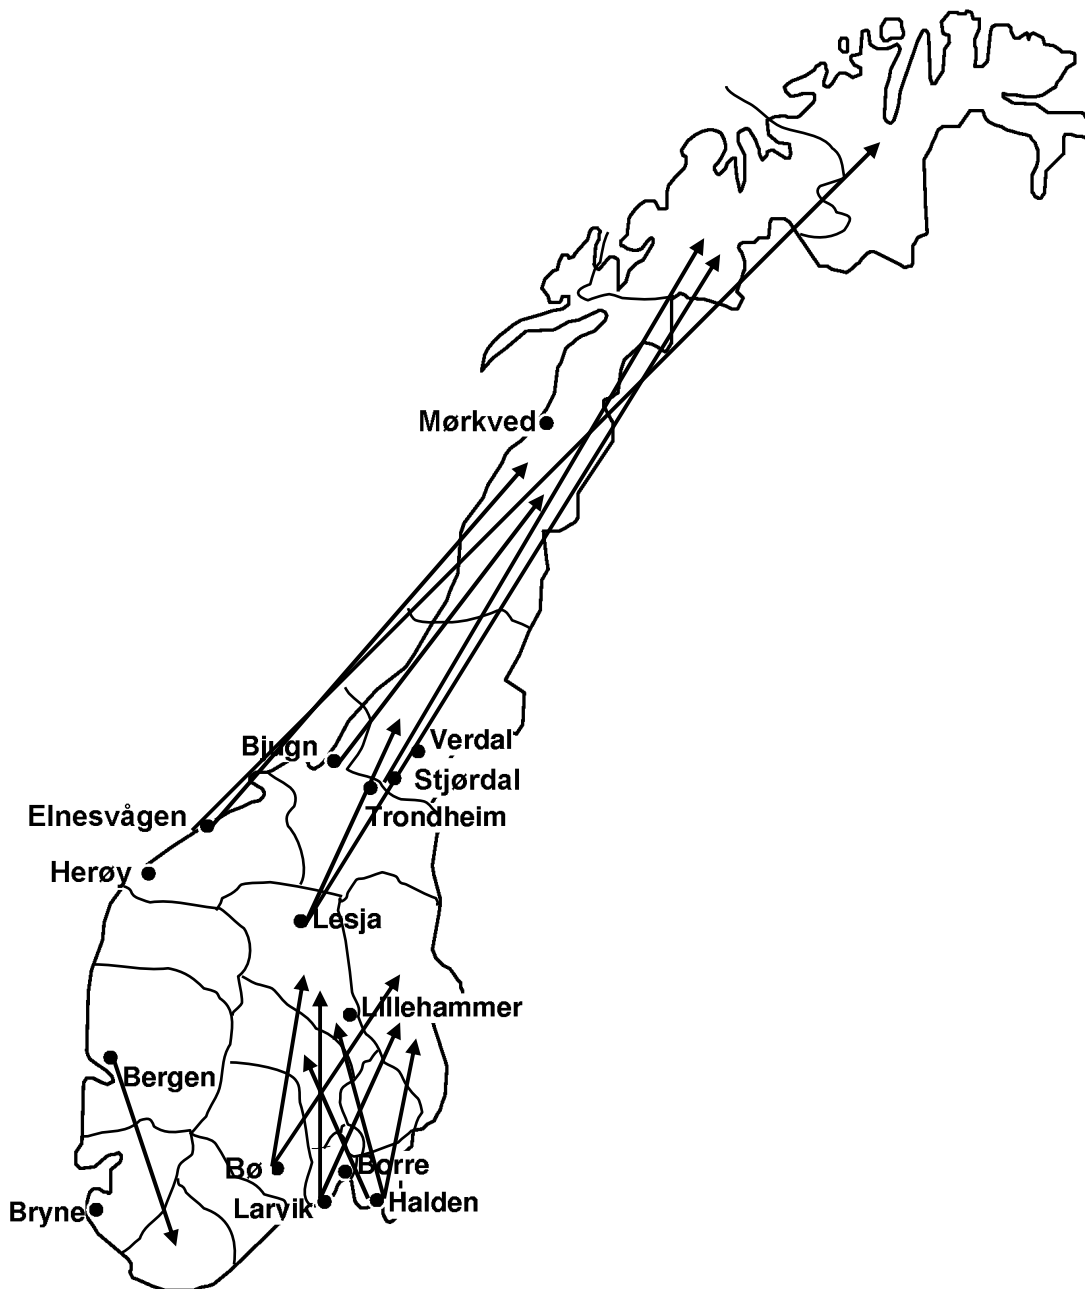 Mørkved
Bjugn
Verdal
Stjørdal
Trondheim
Elnesvågen
Herøy
Lesja
Lillehammer
Bergen
Bø
Borre
Larvik
Halden
Bryne